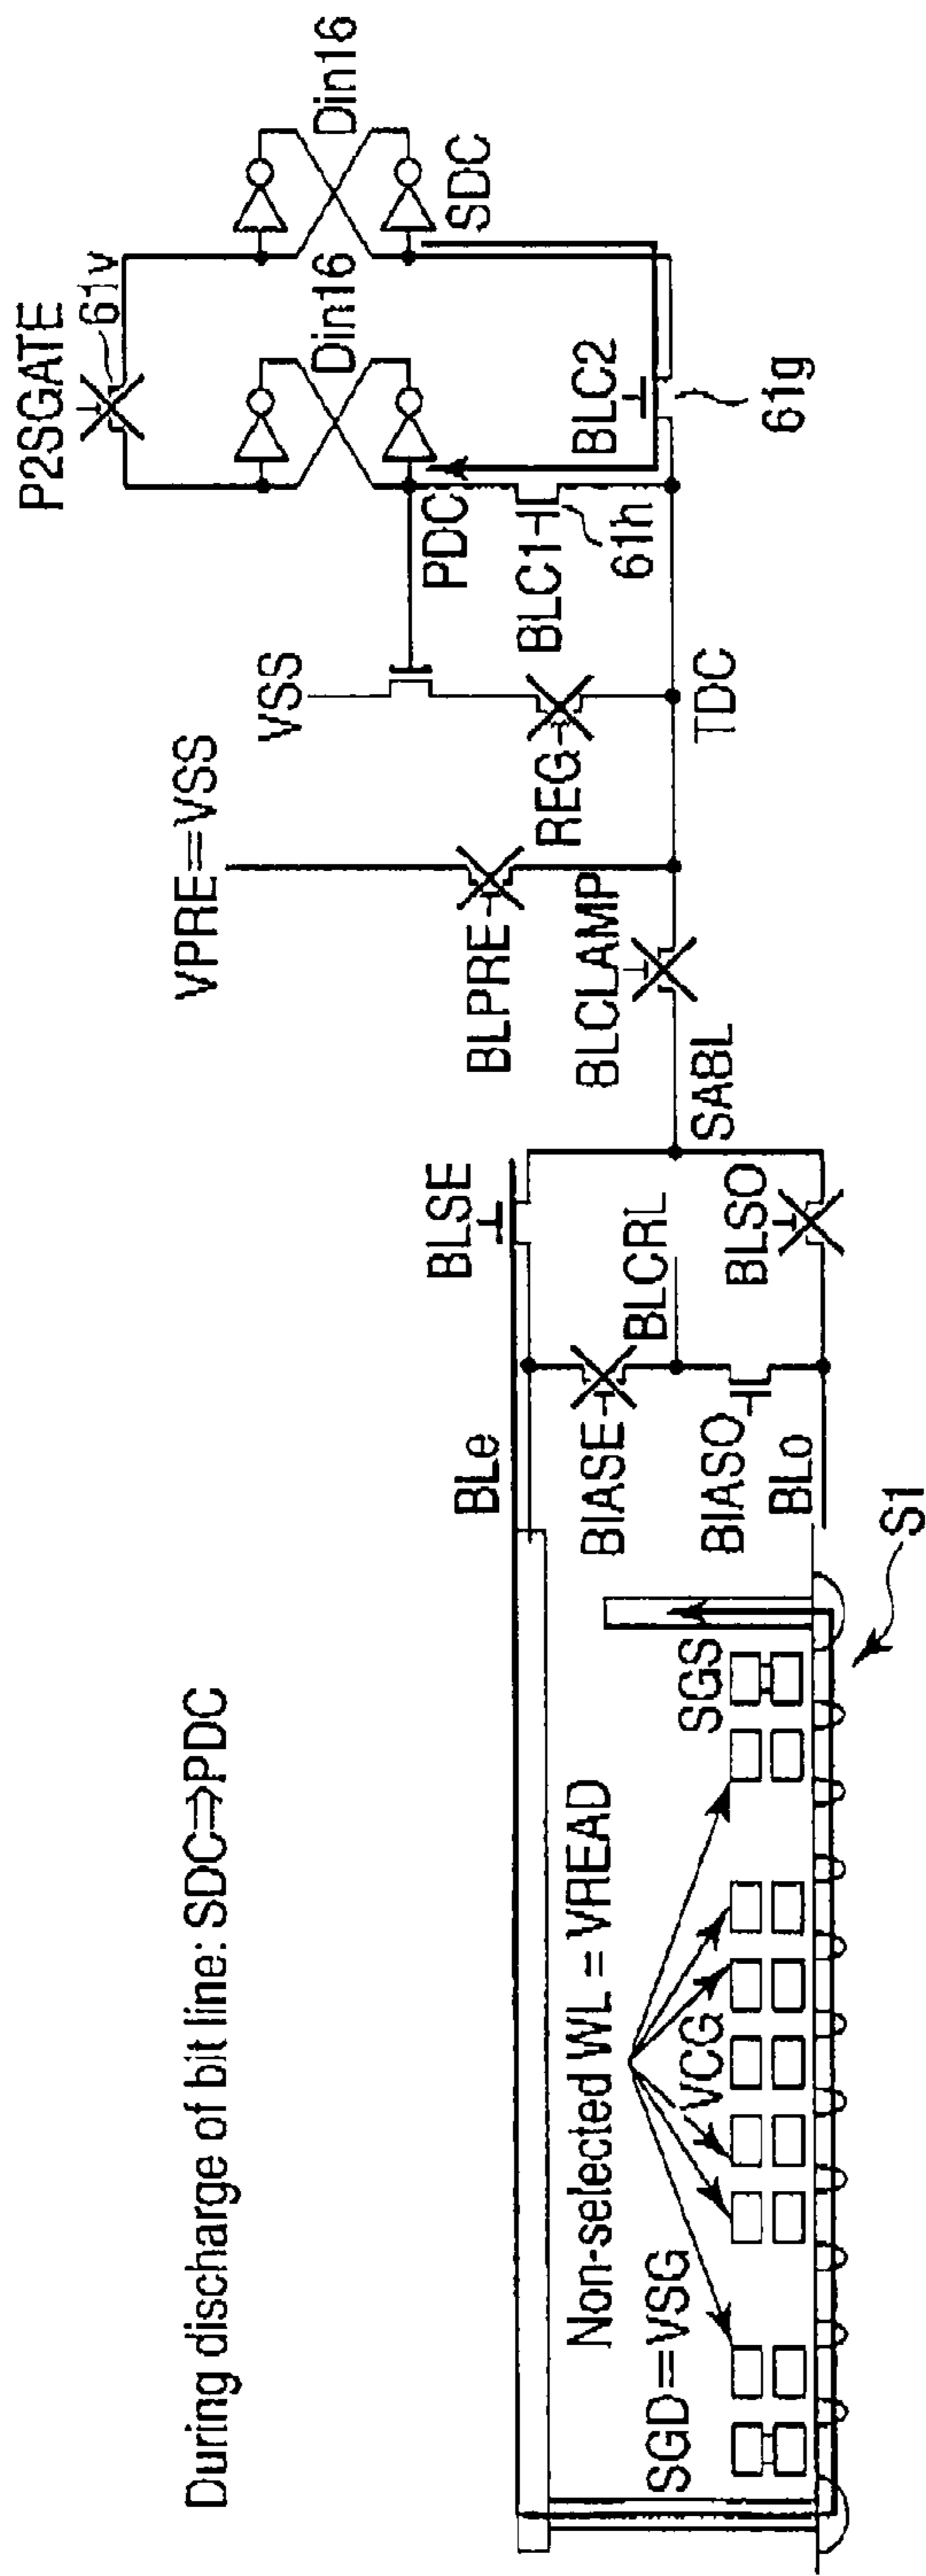 During discharge of bit line: SDC⇒PDC
P2SGATE
61v
Din16
Din16
SDC
PDC
BLC1
61h
BLC2
61g
VSS
REG
TDC
VPRE=VSS
BLPRE
BLCLAMP
SABL
BLSE
BLCRL
BLSO
BLe
BIASE
BIASO
BLo
S1
Non-selected WL = VREAD
SGS
VCG
SGD=VSG